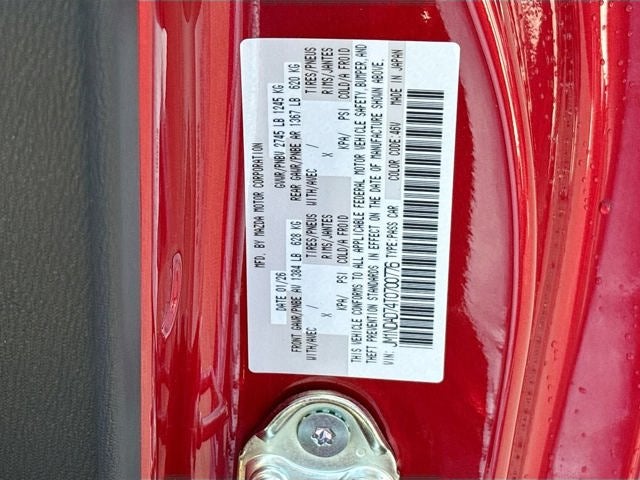 MFD. BY MAZDA MOTOR CORPORATION
DATE 01/26 GVWR/PNBV 2745 LB 1245 KG
FRONT GAWR/PNBE AV 1384 LB 628 KG REAR GAWR/PNBE AR 1367 LB 620 KG
WITH/AVEC / TIRES/PNEUS WITH/AVEC / TIRES/PNEUS
X RIMS/JANTES X RIMS/JANTES
KPA/ PSI COLD/A FROID KPA/ PSI COLD/A FROID
THIS VEHICLE CONFORMS TO ALL APPLICABLE FEDERAL MOTOR VEHICLE SAFETY, BUMPER, AND
THEFT PREVENTION STANDARDS IN EFFECT ON THE DATE OF MANUFACTURE SHOWN ABOVE.
VIN: JM1NDAD74T0700776 TYPE:PASS CAR COLOR CODE:46V MADE IN JAPAN